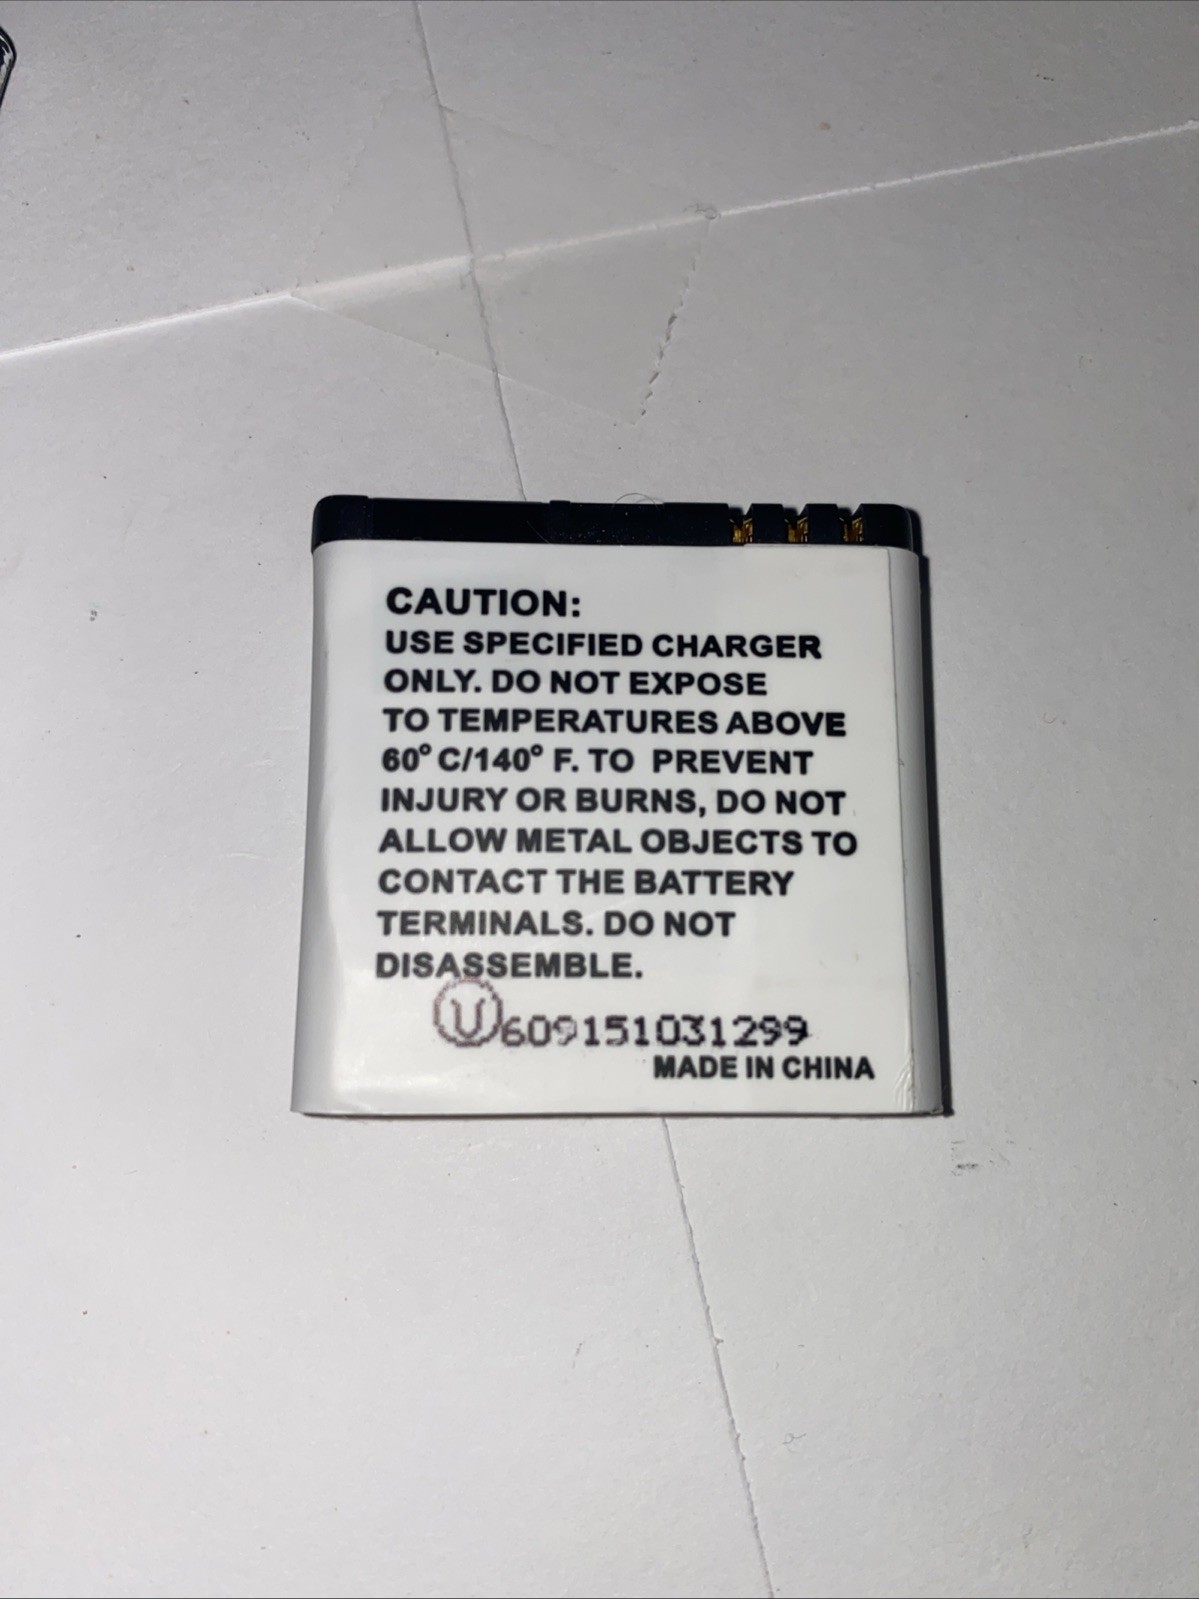 CAUTION:
USE SPECIFIED CHARGER
ONLY. DO NOT EXPOSE
TO TEMPERATURES ABOVE
60° C/140° F. TO PREVENT
INJURY OR BURNS, DO NOT
ALLOW METAL OBJECTS TO
CONTACT THE BATTERY
TERMINALS. DO NOT
DISASSEMBLE.
U 609151031299
MADE IN CHINA